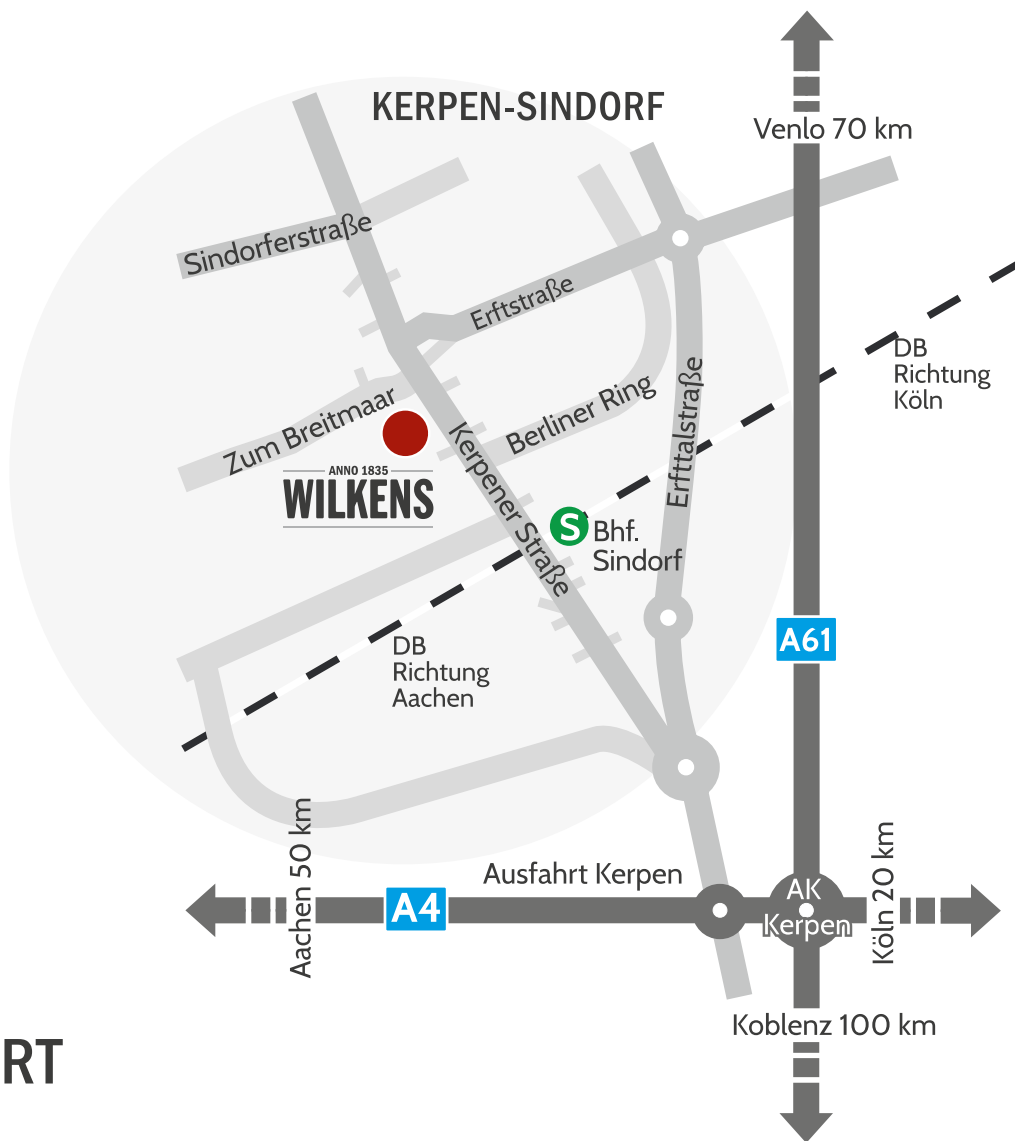 KERPEN-SINDORF
Venlo 70 km
Sindorferstraße
Erftstraße
DB
Richtung
Köln
Zum Breitmaar
Berliner Ring
Erfttalstraße
Kerpener Straße
ANNO 1835
WILKENS
S
Bhf.
Sindorf
DB
Richtung
Aachen
A61
Aachen 50 km
Ausfahrt Kerpen
A4
AK
Kerpen
Köln 20 km
Koblenz 100 km
RT